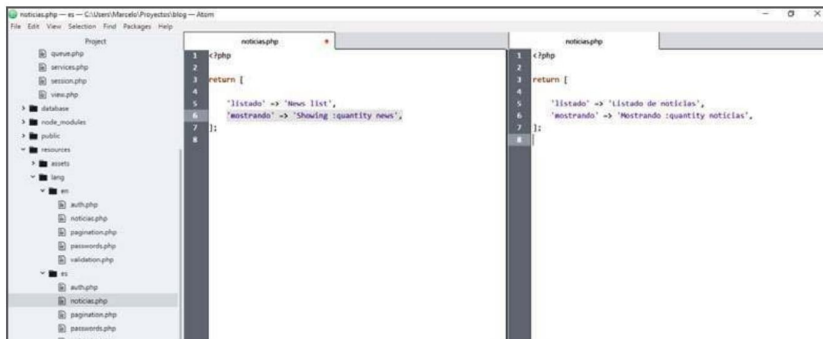 noticias.php — es — C:\Users\Marcelo\Proyectos\blog — Atom
File Edit View Selection Find Packages Help
Project
queue.php
services.php
session.php
view.php
database
node_modules
public
resources
assets
lang
en
auth.php
noticias.php
pagination.php
passwords.php
validation.php
es
auth.php
noticias.php
pagination.php
passwords.php
noticias.php
1 <?php
2
3 return [
4
5 'listado' => 'News list',
6 'mostrando' => 'Showing :quantity news',
7 ];
8
noticias.php
1 <?php
2
3 return [
4
5 'listado' => 'Listado de noticias',
6 'mostrando' => 'Mostrando :quantity noticias',
7 ];
8